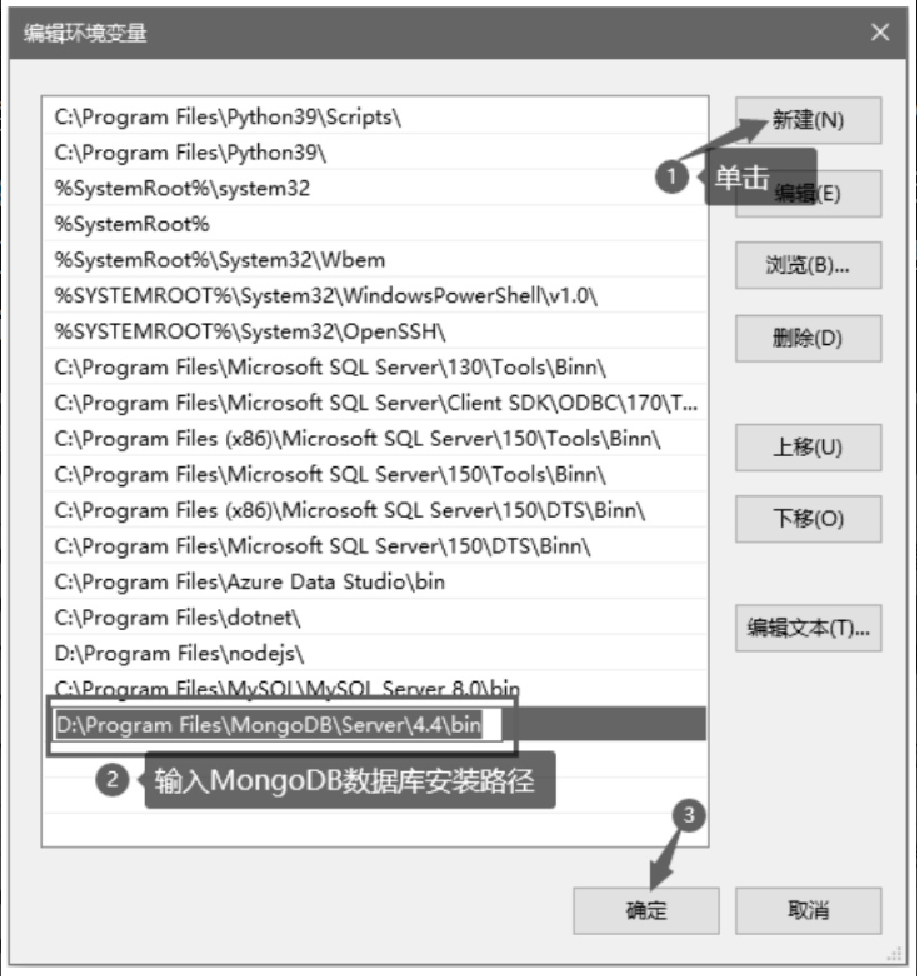 编辑环境变量
C:\Program Files\Python39\Scripts\
C:\Program Files\Python39\
%SystemRoot%\system32
%SystemRoot%
%SystemRoot%\System32\Wbem
%SYSTEMROOT%\System32\WindowsPowerShell\v1.0\
%SYSTEMROOT%\System32\OpenSSH\
C:\Program Files\Microsoft SQL Server\130\Tools\Binn\
C:\Program Files\Microsoft SQL Server\Client SDK\ODBC\170\T...
C:\Program Files (x86)\Microsoft SQL Server\150\Tools\Binn\
C:\Program Files\Microsoft SQL Server\150\Tools\Binn\
C:\Program Files (x86)\Microsoft SQL Server\150\DTS\Binn\
C:\Program Files\Microsoft SQL Server\150\DTS\Binn\
C:\Program Files\Azure Data Studio\bin
C:\Program Files\dotnet\
D:\Program Files\nodejs\
C:\Program Files\MySQL\MySQL Server 8.0\bin
D:\Program Files\MongoDB\Server\4.4\bin
2 输入MongoDB数据库安装路径
新建(N)
1 单击
编辑(E)
浏览(B)...
删除(D)
上移(U)
下移(O)
编辑文本(T)...
3
确定
取消